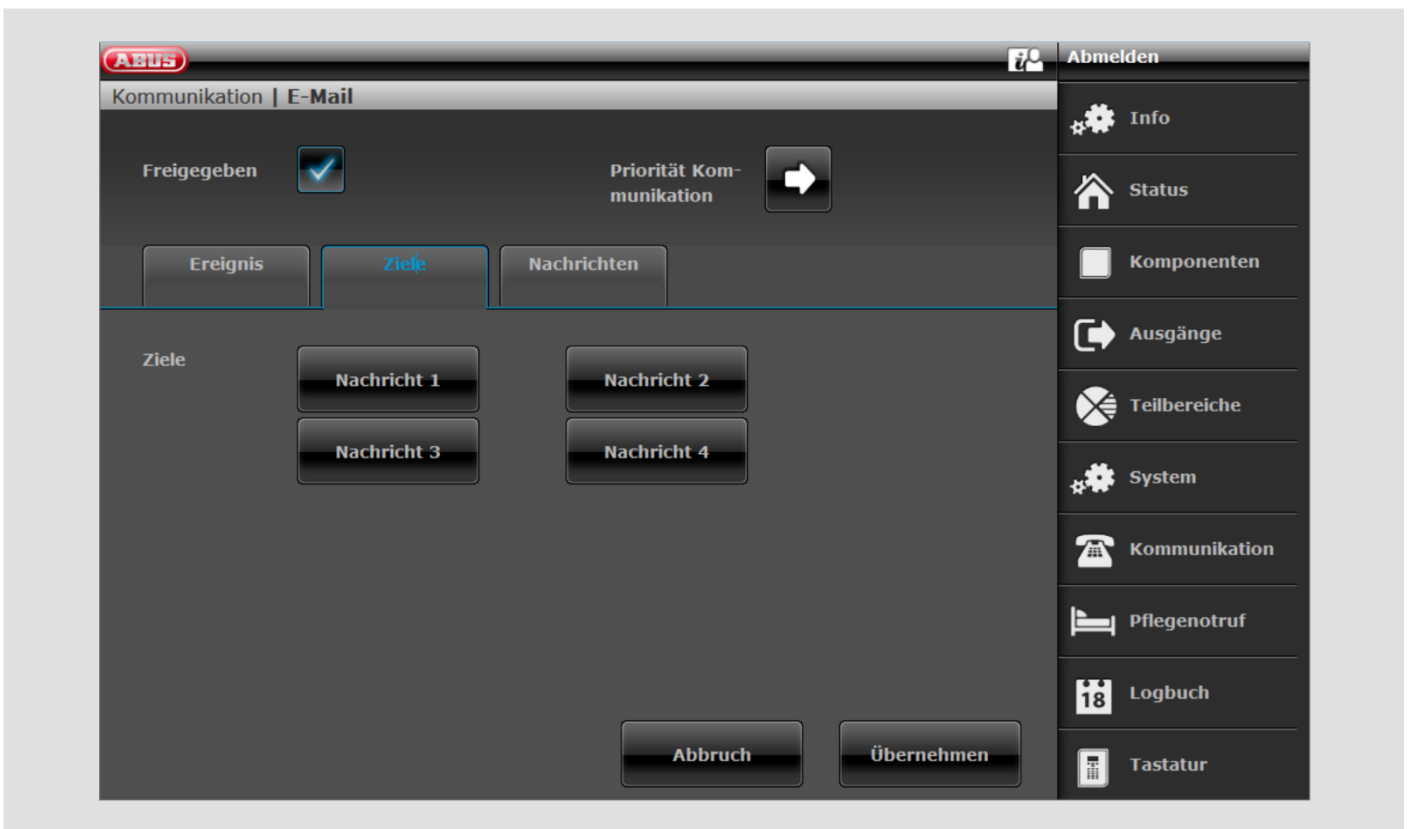 ABUS
i
Abmelden
Kommunikation | E-Mail
Info
Freigegeben
Priorität Kom-
munikation
Status
Ereignis
Ziele
Nachrichten
Komponenten
Ausgänge
Ziele
Nachricht 1
Nachricht 2
Teilbereiche
Nachricht 3
Nachricht 4
System
Kommunikation
Pflegenotruf
18
Logbuch
Abbruch
Übernehmen
Tastatur